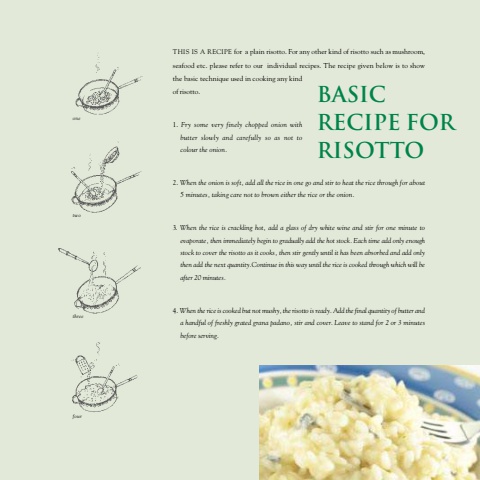 THIS IS A RECIPE for a plain risotto. For any other kind of risotto such as mushroom,
seafood etc. please refer to our individual recipes. The recipe given below is to show
the basic technique used in cooking any kind
of risotto.
BASIC
RECIPE FOR
RISOTTO
1. Fry some very finely chopped onion with
butter slowly and carefully so as not to
colour the onion.
2. When the onion is soft, add all the rice in one go and stir to heat the rice through for about
5 minutes, taking care not to brown either the rice or the onion.
3. When the rice is crackling hot, add a glass of dry white wine and stir for one minute to
evaporate, then immediately begin to gradually add the hot stock. Each time add only enough
stock to cover the risotto as it cooks, then stir gently until it has been absorbed and add only
then add the next quantity.Continue in this way until the rice is cooked through which will be
after 20 minutes.
4. When the rice is cooked but not mushy, the risotto is ready. Add the final quantity of butter and
a handful of freshly grated grana padano, stir and cover. Leave to stand for 2 or 3 minutes
before serving.
one
two
three
four